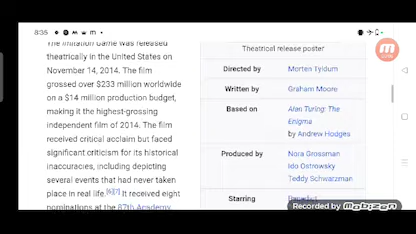 8:35
The Imitation Game was released
theatrically in the United States on
November 14, 2014. The film
grossed over $233 million worldwide
on a $14 million production budget,
making it the highest-grossing
independent film of 2014. The film
received critical acclaim but faced
significant criticism for its historical
inaccuracies, including depicting
several events that had never taken
place in real life.[6][7] It received eight
nominations at the 87th Academy
Theatrical release poster
Directed by Morten Tyldum
Written by Graham Moore
Based on Alan Turing: The
Enigma
by Andrew Hodges
Produced by Nora Grossman
Ido Ostrowsky
Teddy Schwarzman
Starring Benedict
Recorded by Mobizen